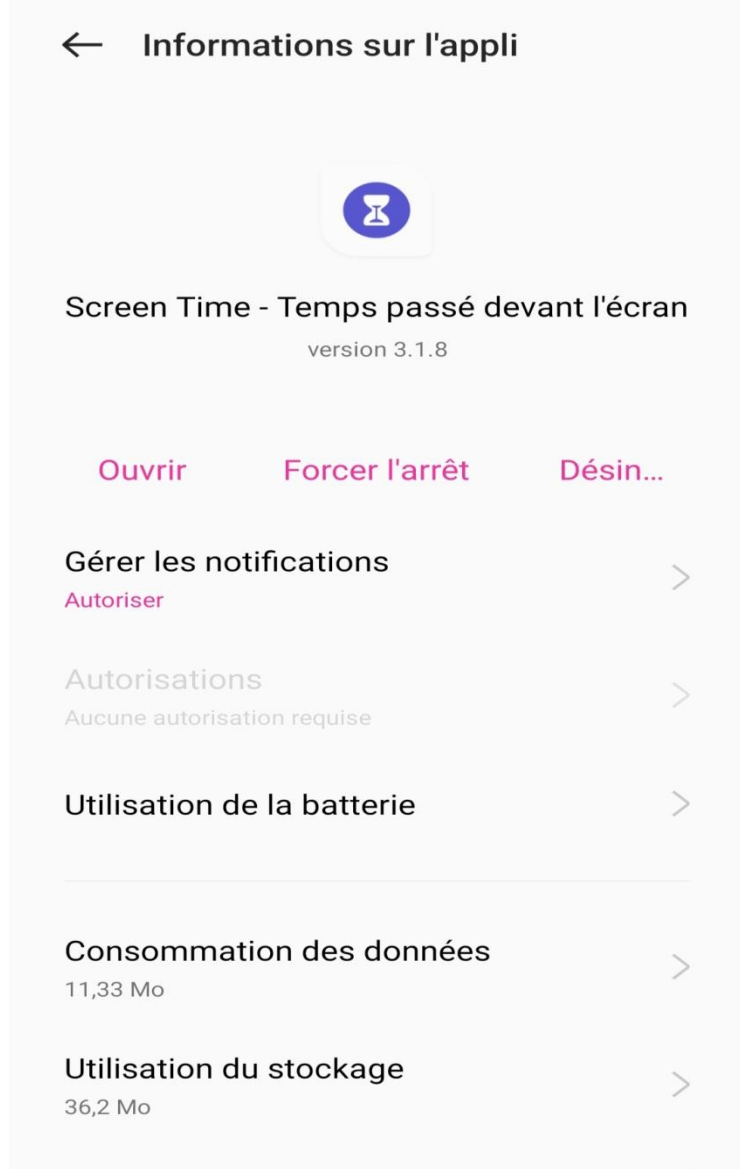 Informations sur l'appli
Screen Time - Temps passé devant l'écran
version 3.1.8
Ouvrir Forcer l'arrêt Désin...
Gérer les notifications
Autoriser
Autorisations
Aucune autorisation requise
Utilisation de la batterie
Consommation des données
11,33 Mo
Utilisation du stockage
36,2 Mo